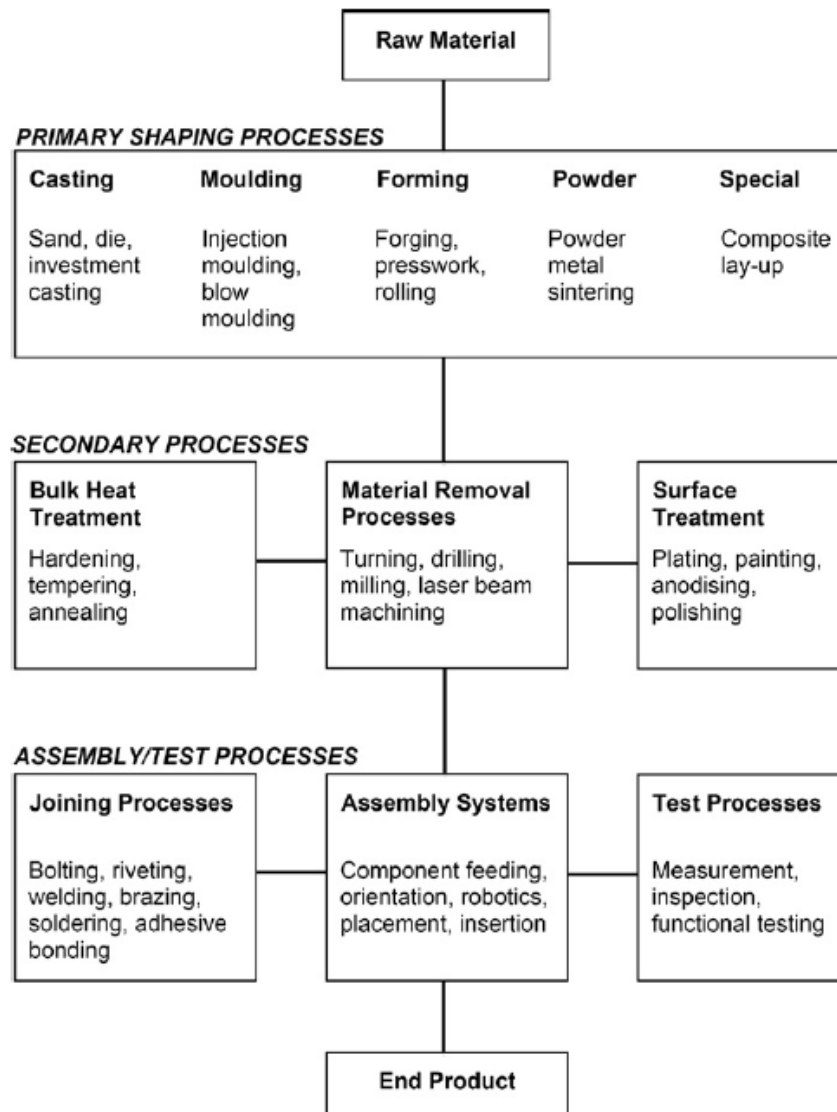 Raw Material
PRIMARY SHAPING PROCESSES
Casting
Sand, die,
investment
casting
Moulding
Injection
moulding,
blow
moulding
Forming
Forging,
presswork,
rolling
Powder
Powder
metal
sintering
Special
Composite
lay-up
SECONDARY PROCESSES
Bulk Heat
Treatment
Hardening,
tempering,
annealing
Material Removal
Processes
Turning, drilling,
milling, laser beam
machining
Surface
Treatment
Plating, painting,
anodising,
polishing
ASSEMBLY/TEST PROCESSES
Joining Processes
Bolting, riveting,
welding, brazing,
soldering, adhesive
bonding
Assembly Systems
Component feeding,
orientation, robotics,
placement, insertion
Test Processes
Measurement,
inspection,
functional testing
End Product